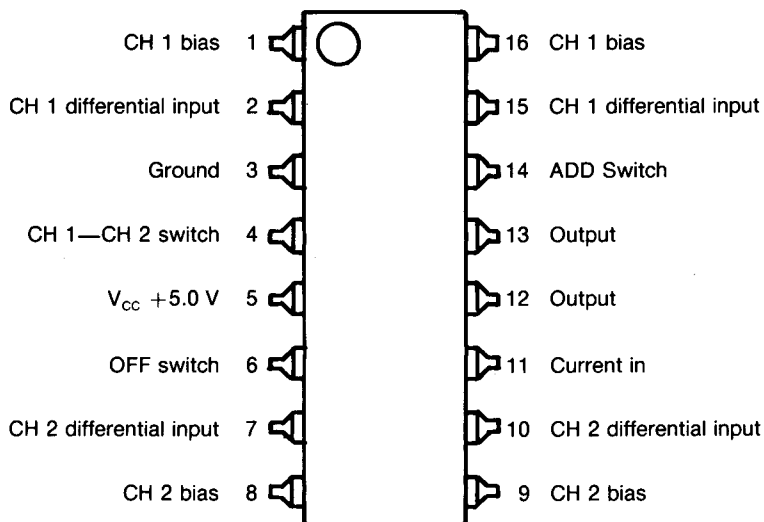 CH 1 bias 1
16 CH 1 bias
CH 1 differential input 2
15 CH 1 differential input
Ground 3
14 ADD Switch
CH 1—CH 2 switch 4
13 Output
VCC +5.0 V 5
12 Output
OFF switch 6
11 Current in
CH 2 differential input 7
10 CH 2 differential input
CH 2 bias 8
9 CH 2 bias